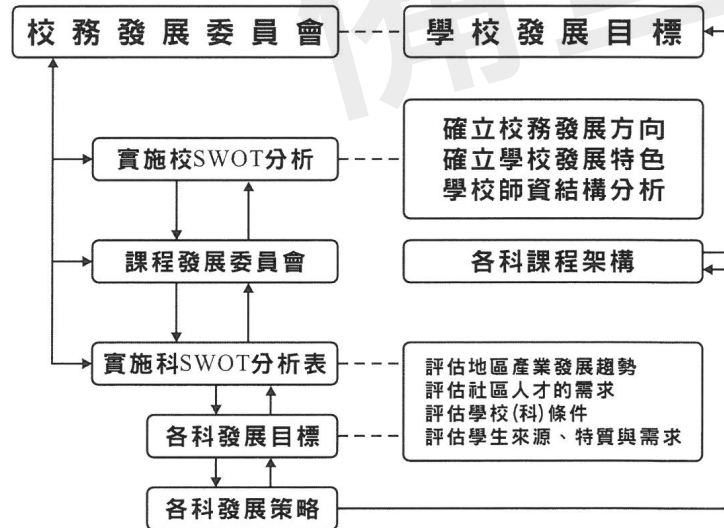 校務發展委員會
學校發展目標
實施校SWOT分析
確立校務發展方向
確立學校發展特色
學校師資結構分析
課程發展委員會
各科課程架構
實施科SWOT分析表
評估地區產業發展趨勢
評估社區人才的需求
評估學校(科)條件
評估學生來源、特質與需求
各科發展目標
各科發展策略